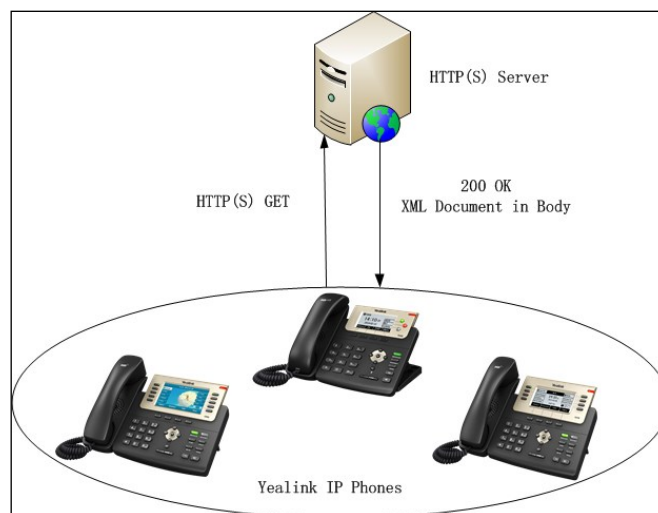 HTTP(S) Server
HTTP(S) GET
200 OK
XML Document in Body
Yealink IP Phones